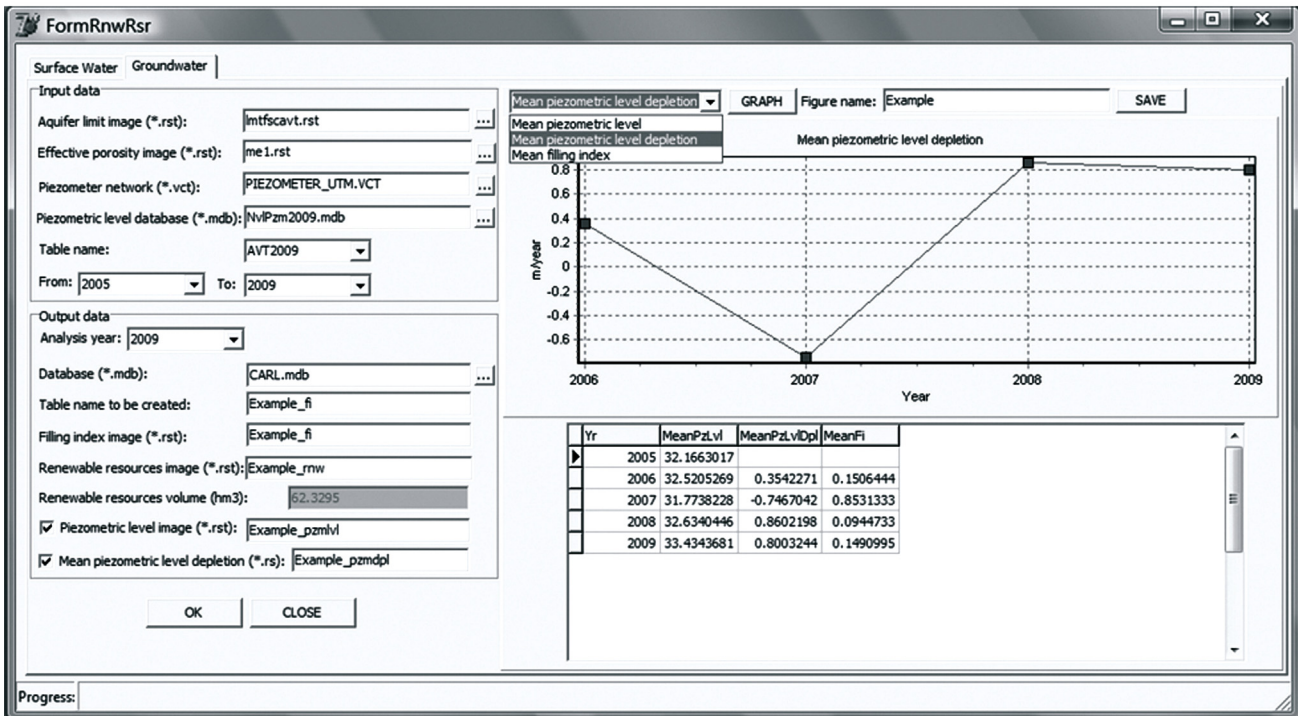 FormRnwRsr
Surface Water Groundwater
Input data
Aquifer limit image (*.rst): lmtfscavt.rst ...
Effective porosity image (*.rst): me1.rst ...
Piezometer network (*.vct): PIEZOMETER_UTM.VCT ...
Piezometric level database (*.mdb): NvlPzm2009.mdb ...
Table name: AVT2009
From: 2005 To: 2009
Output data
Analysis year: 2009
Database (*.mdb): CARL.mdb ...
Table name to be created: Example_fi
Filling index image (*.rst): Example_fi
Renewable resources image (*.rst): Example_rnw
Renewable resources volume (hm3): 62.3295
Piezometric level image (*.rst): Example_pzmlvl
Mean piezometric level depletion (*.rs): Example_pzmdpl
OK CLOSE
Mean piezometric level depletion GRAPH Figure name: Example SAVE
Mean piezometric level
Mean piezometric level depletion
Mean filling index
Mean piezometric level depletion
0.8
0.6
0.4
0.2
0
-0.2
-0.4
-0.6
m/year
2006 2007 2008 2009
Year
Yr MeanPzLvl MeanPzLvlDpl MeanFi
2005 32.1663017
2006 32.5205269 0.3542271 0.1506444
2007 31.7738228 -0.7467042 0.8531333
2008 32.6340446 0.8602198 0.0944733
2009 33.4343681 0.8003244 0.1490995
Progress: